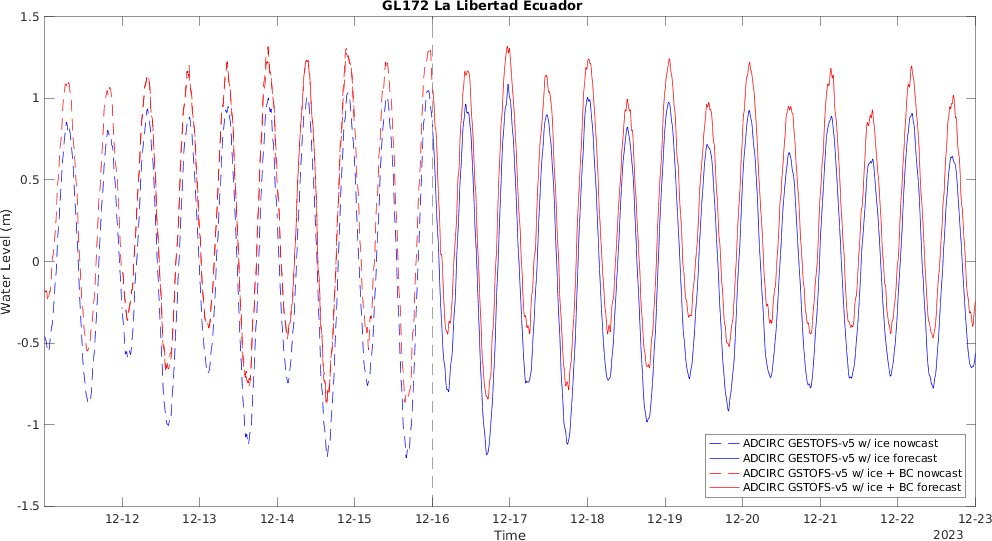 GL172 La Libertad Ecuador
1.5
1
0.5
0
-0.5
-1
-1.5
Water Level (m)
ADCIRC GESTOFS-v5 w/ ice nowcast
ADCIRC GESTOFS-v5 w/ ice forecast
ADCIRC GSTOFS-v5 w/ ice + BC nowcast
ADCIRC GSTOFS-v5 w/ ice + BC forecast
12-12 12-13 12-14 12-15 12-16 12-17 12-18 12-19 12-20 12-21 12-22 12-23
Time
2023